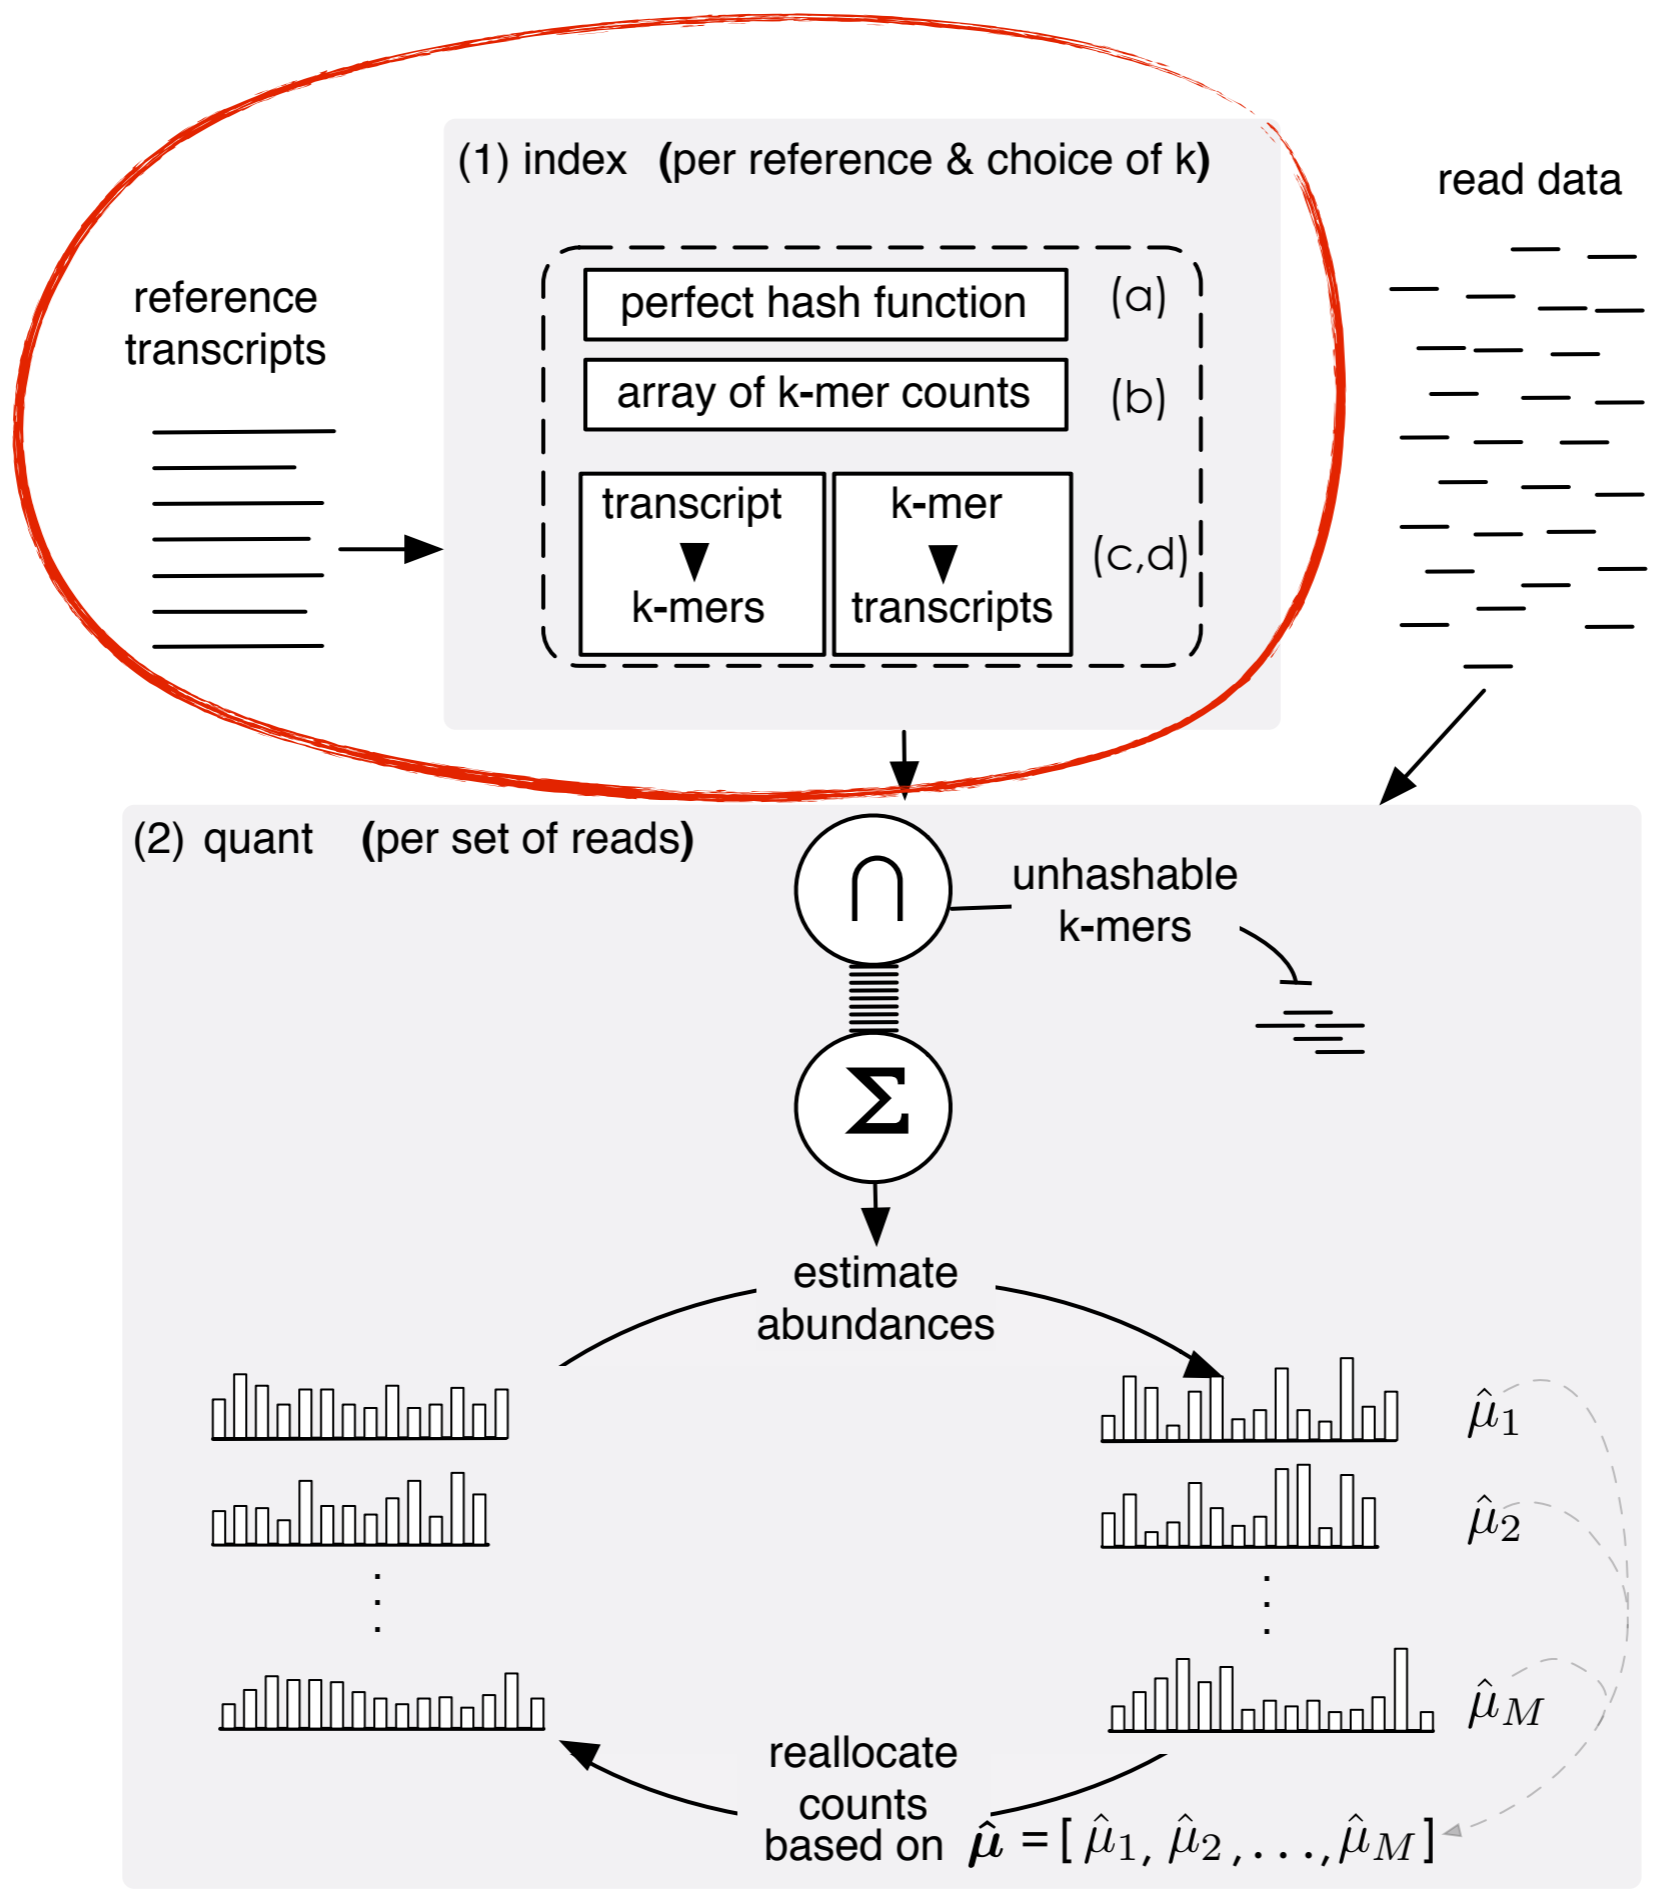 (1) index (per reference & choice of k)
read data
reference
transcripts
perfect hash function
(a)
array of k-mer counts
(b)
transcript
k-mers
k-mer
transcripts
(c,d)
(2) quant (per set of reads)
∩
unhashable
k-mers
Σ
estimate
abundances
μ̂₁
μ̂₂
⋮
⋮
μ̂_M
reallocate
counts
based on μ̂ = [ μ̂₁, μ̂₂, ..., μ̂_M ]